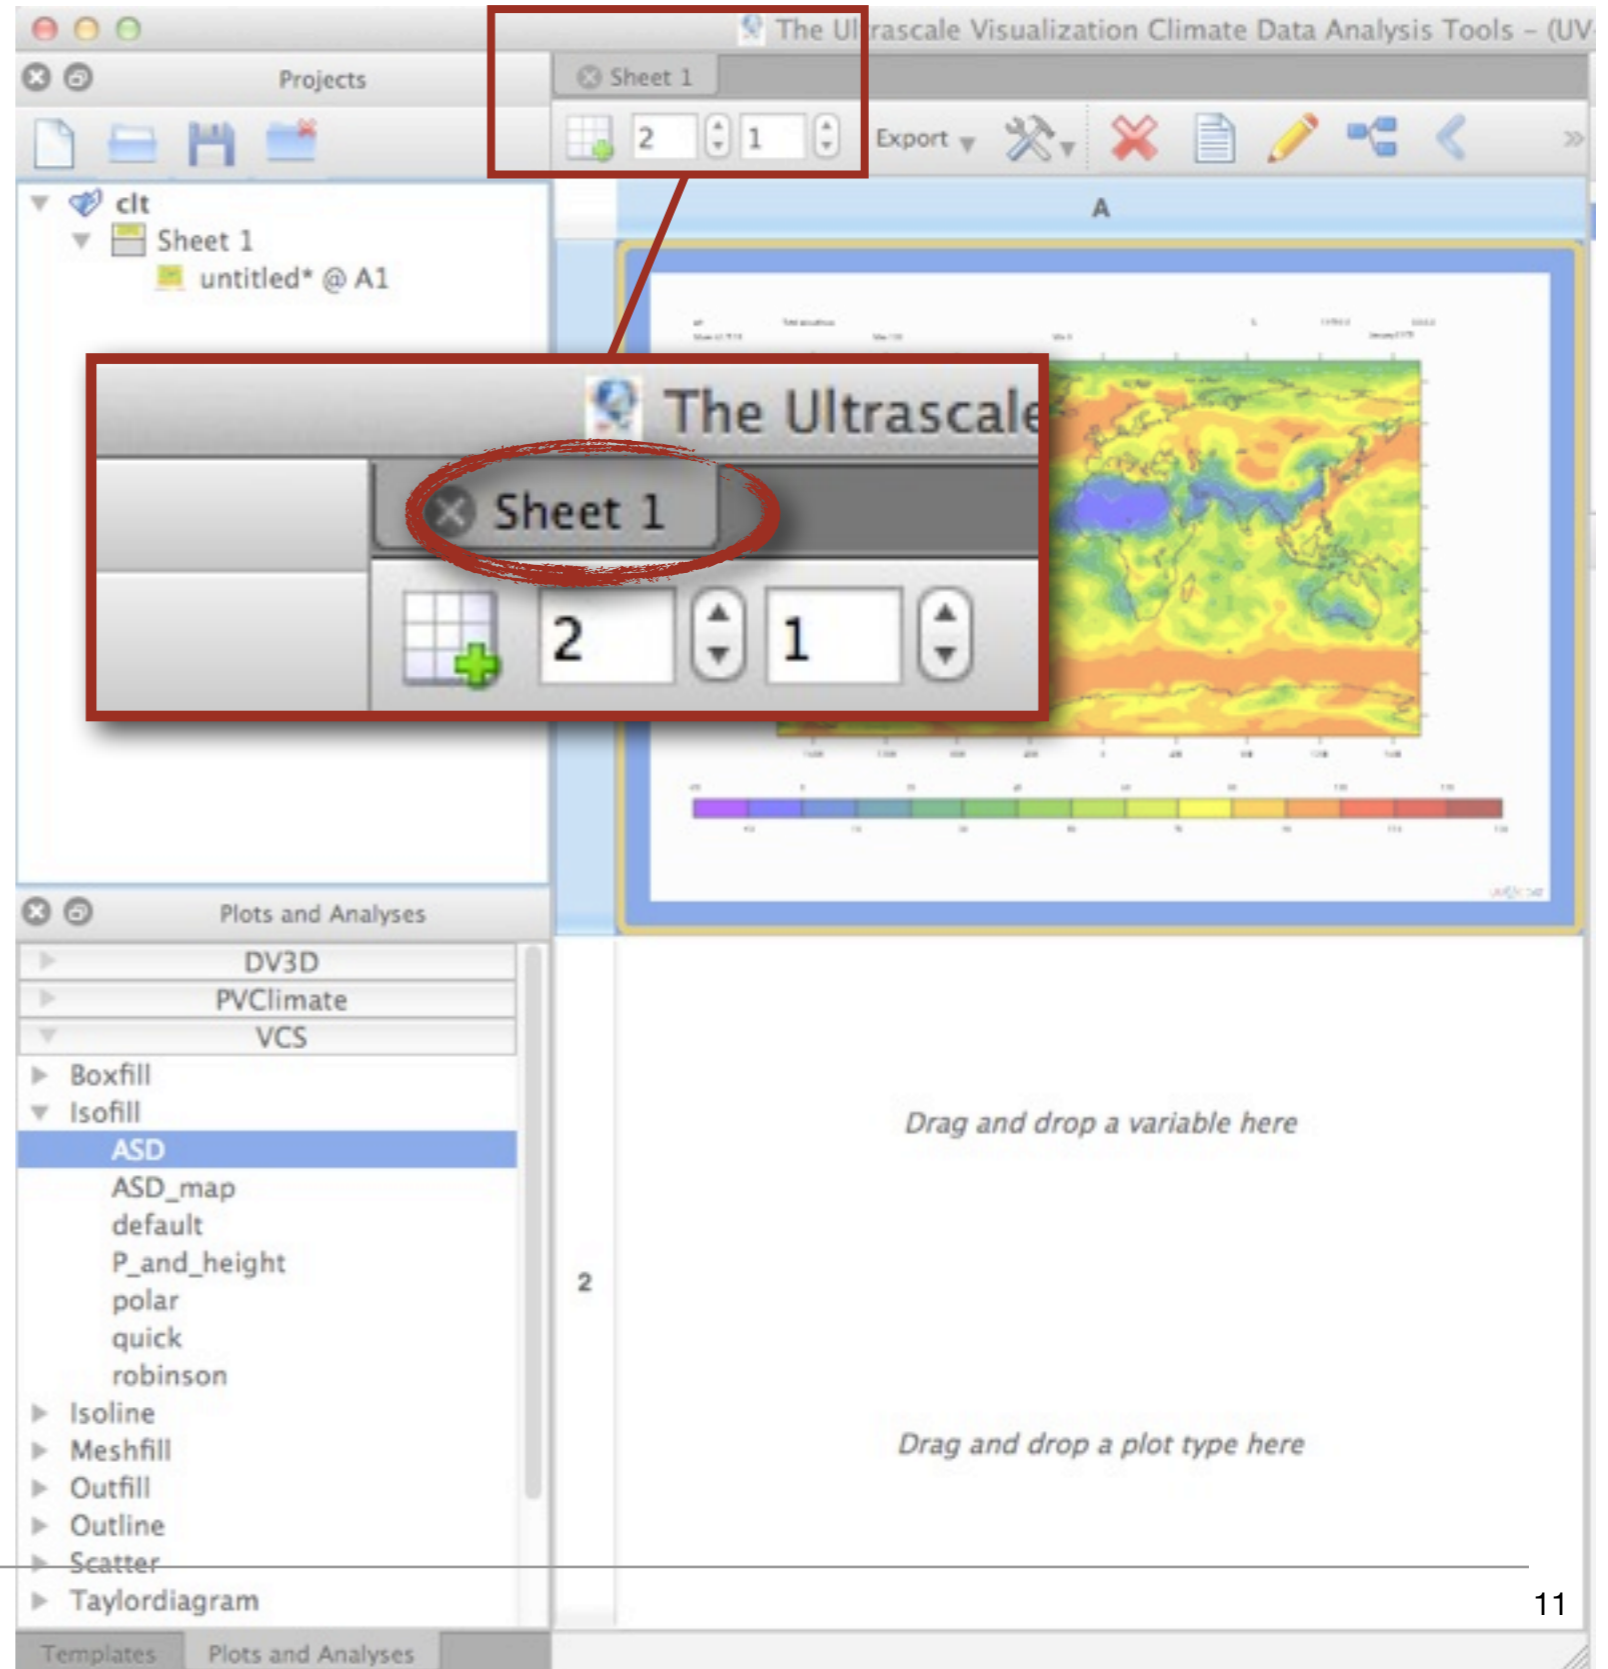 The Ultrascale Visualization Climate Data Analysis Tools – (UV-
Projects
Sheet 1
2
1
Export
clt
Sheet 1
untitled* @ A1
A
The Ultrascale
Sheet 1
2
1
Plots and Analyses
DV3D
PVClimate
VCS
Boxfill
Isofill
ASD
ASD_map
default
P_and_height
polar
quick
robinson
Isoline
Meshfill
Outfill
Outline
Scatter
Taylordiagram
Templates
Plots and Analyses
Drag and drop a variable here
2
Drag and drop a plot type here
11